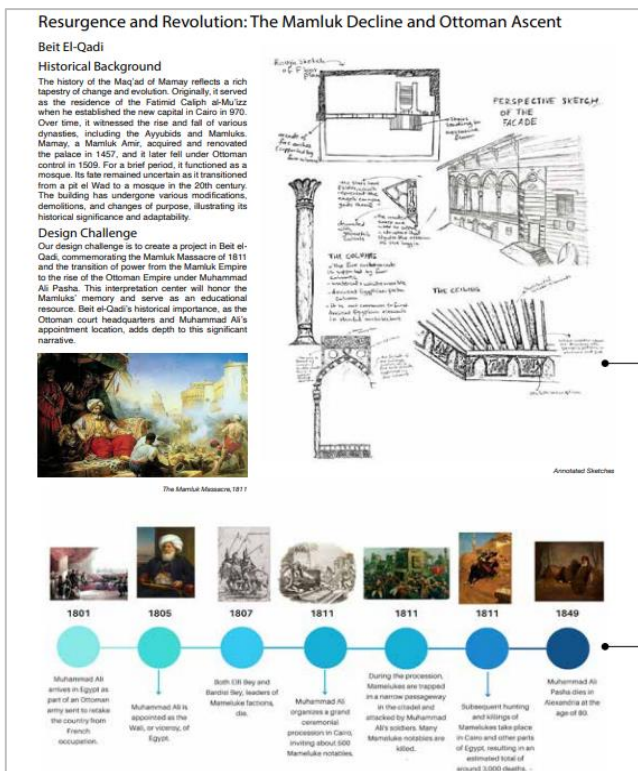 Resurgence and Revolution: The Mamluk Decline and Ottoman Ascent
Beit El-Qadi
Historical Background
The history of the Maq'ad of Mamay reflects a rich
tapestry of change and evolution. Originally, it served
as the residence of the Fatimid Caliph al-Mu'izz
when he established the new capital in Cairo in 970.
Over time, it witnessed the rise and fall of various
dynasties, including the Ayyubids and Mamluks.
Mamay, a Mamluk Amir, acquired and renovated
the palace in 1457, and it later fell under Ottoman
control in 1509. For a brief period, it functioned as a
mosque. Its fate remained uncertain as it transitioned
from a pit el Wad to a mosque in the 20th century.
The building has undergone various modifications,
demolitions, and changes of purpose, illustrating its
historical significance and adaptability.
Design Challenge
Our design challenge is to create a project in Beit el-
Qadi, commemorating the Mamluk Massacre of 1811
and the transition of power from the Mamluk Empire
to the rise of the Ottoman Empire under Muhammad
Ali Pasha. This interpretation center will honor the
Mamluks' memory and serve as an educational
resource. Beit el-Qadi's historical importance, as the
Ottoman court headquarters and Muhammad Ali's
appointment location, adds depth to this significant
narrative.
The Mamluk Massacre,1811
Rough sketch
of Floor
Plan
PERSPECTIVE SKETCH
OF THE
FACADE
THE COLUMNS
THE CEILING
Annotated Sketches
1801
Muhammad Ali
arrives in Egypt as
part of an Ottoman
army sent to retake
the country from
French
occupation.
1805
Muhammad Ali is
appointed as the
Wali, or viceroy, of
Egypt.
1807
Both Elfi Bey and
Bardisi Bey, leaders of
Mameluke factions,
die.
1811
Muhammad Ali
organizes a grand
ceremonial
procession in Cairo,
inviting about 500
Mameluke notables.
1811
During the procession,
Mamelukes are trapped
in a narrow passageway
in the citadel and
attacked by Muhammad
Ali's soldiers. Many
Mameluke notables are
killed.
1811
Subsequent hunting
and killings of
Mamelukes take place
in Cairo and other parts
of Egypt, resulting in an
estimated total of
around 3,000 deaths.
1849
Muhammad Ali
Pasha dies in
Alexandria at the
age of 80.